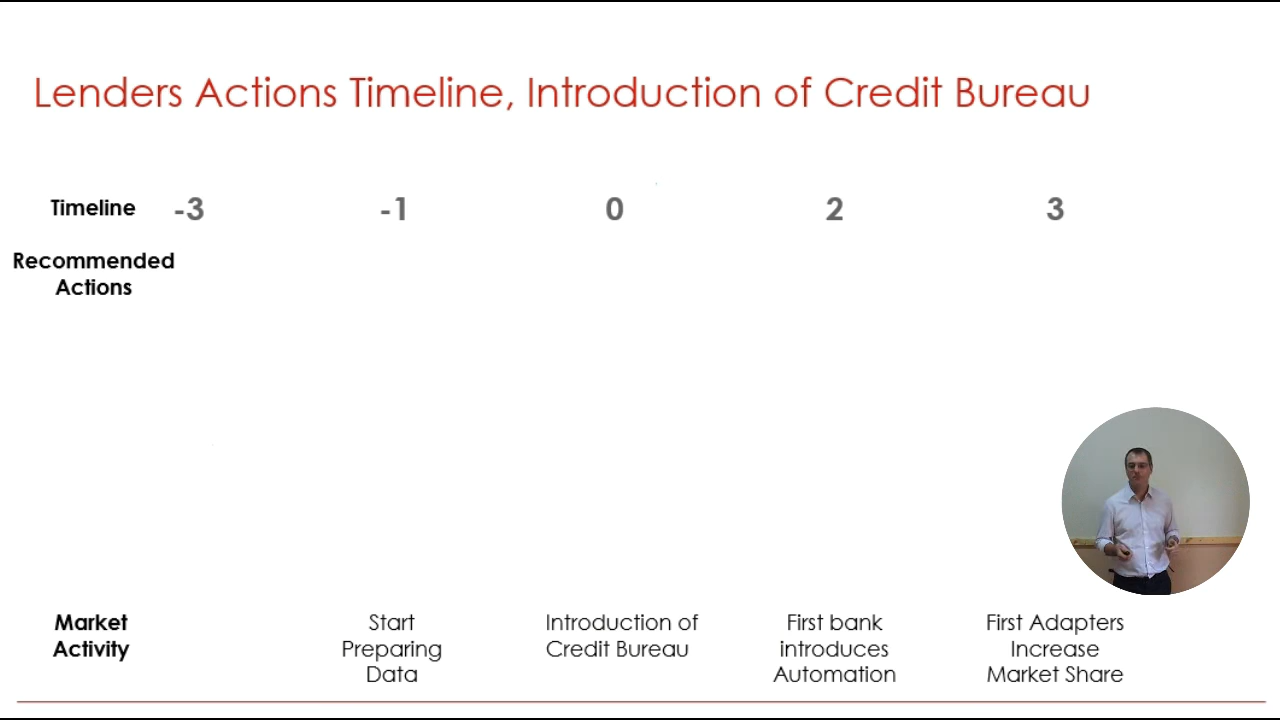 Lenders Actions Timeline, Introduction of Credit Bureau
Timeline -3 -1 0 2 3
Recommended
Actions
Market Activity
Start Preparing Data
Introduction of Credit Bureau
First bank introduces Automation
First Adapters Increase Market Share